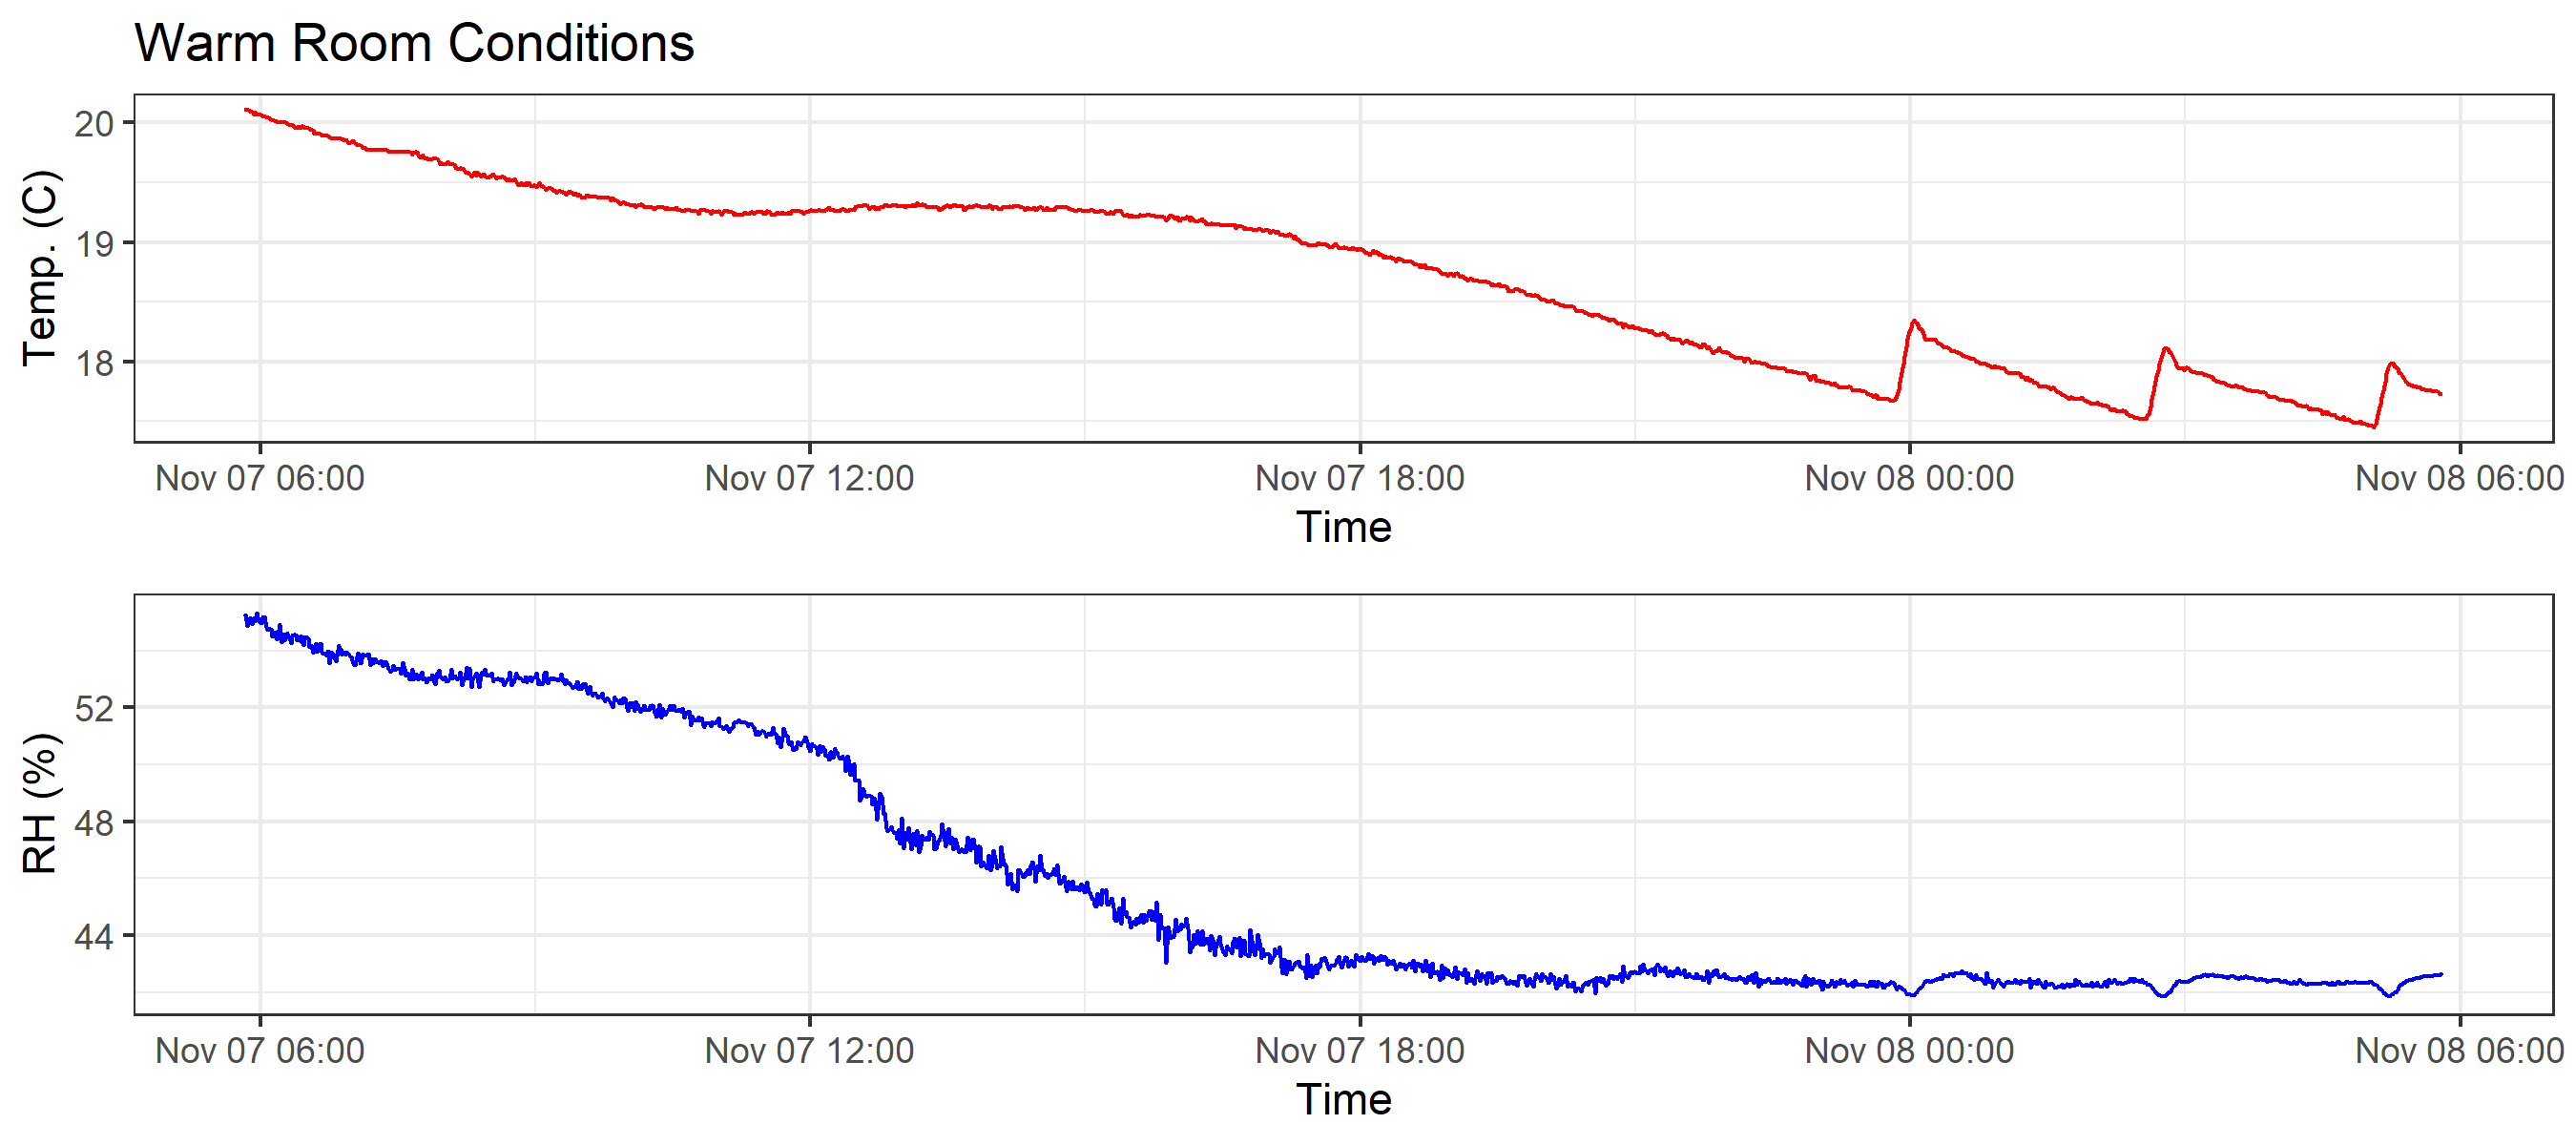 Warm Room Conditions
Temp. (C)
20
19
18
Nov 07 06:00 Nov 07 12:00 Nov 07 18:00 Nov 08 00:00 Nov 08 06:00
Time
RH (%)
52
48
44
Nov 07 06:00 Nov 07 12:00 Nov 07 18:00 Nov 08 00:00 Nov 08 06:00
Time